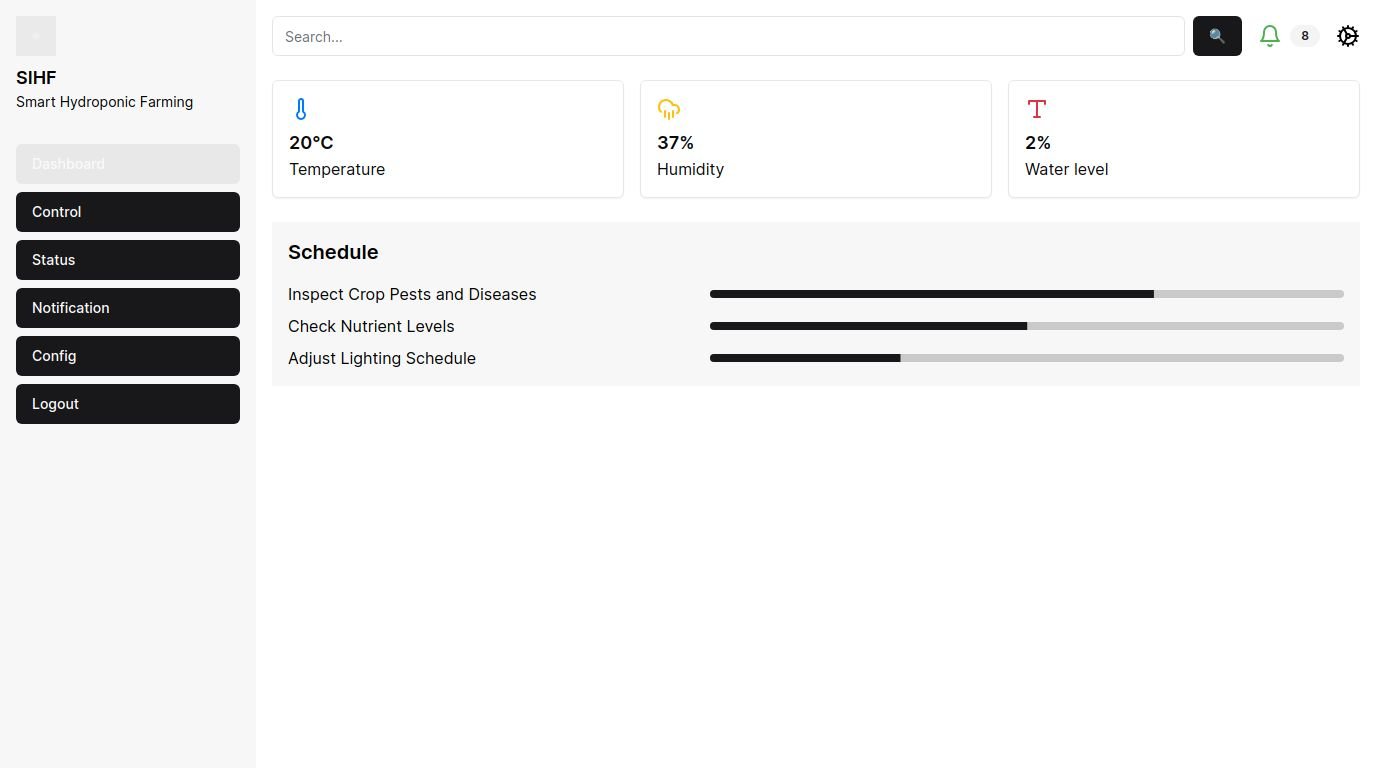 SIHF
Smart Hydroponic Farming
Dashboard
Control
Status
Notification
Config
Logout
Search...
8
20°C
Temperature
37%
Humidity
2%
Water level
Schedule
Inspect Crop Pests and Diseases
Check Nutrient Levels
Adjust Lighting Schedule